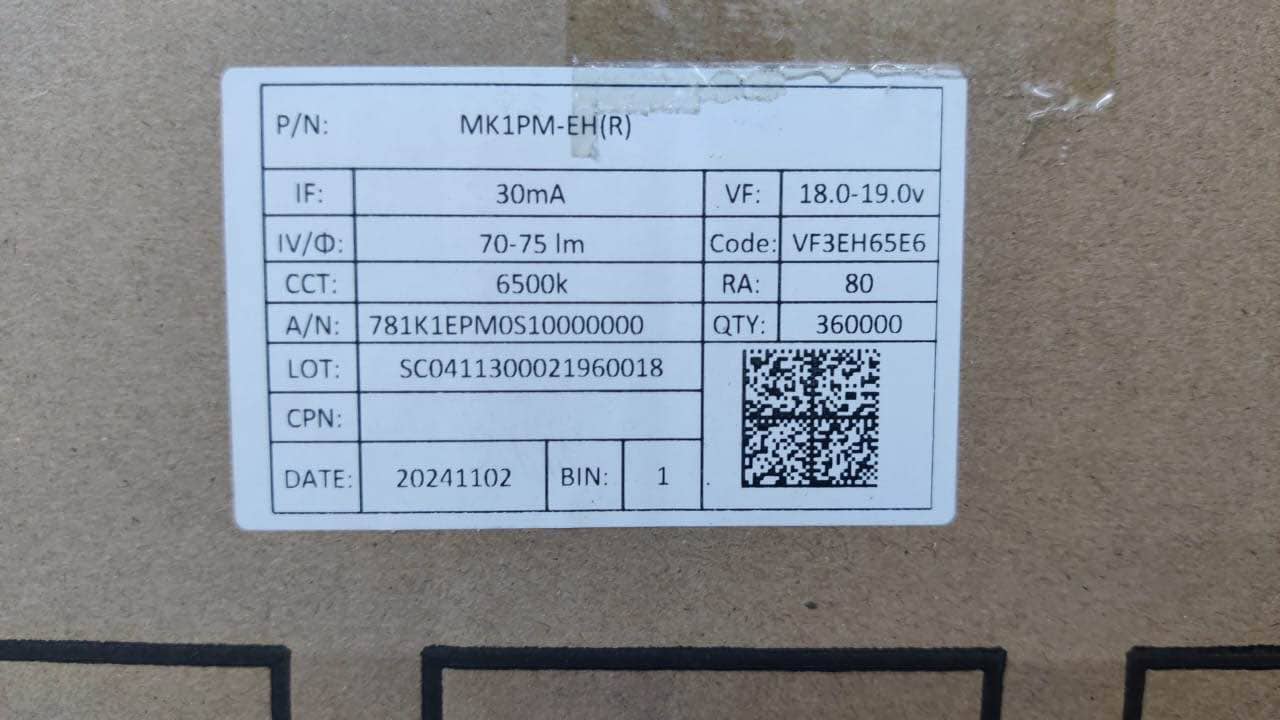 P/N: MK1PM-EH(R)
IF: 30mA VF: 18.0-19.0v
IV/Φ: 70-75 lm Code: VF3EH65E6
CCT: 6500k RA: 80
A/N: 781K1EPM0S10000000 QTY: 360000
LOT: SC0411300021960018
CPN:
DATE: 20241102 BIN: 1